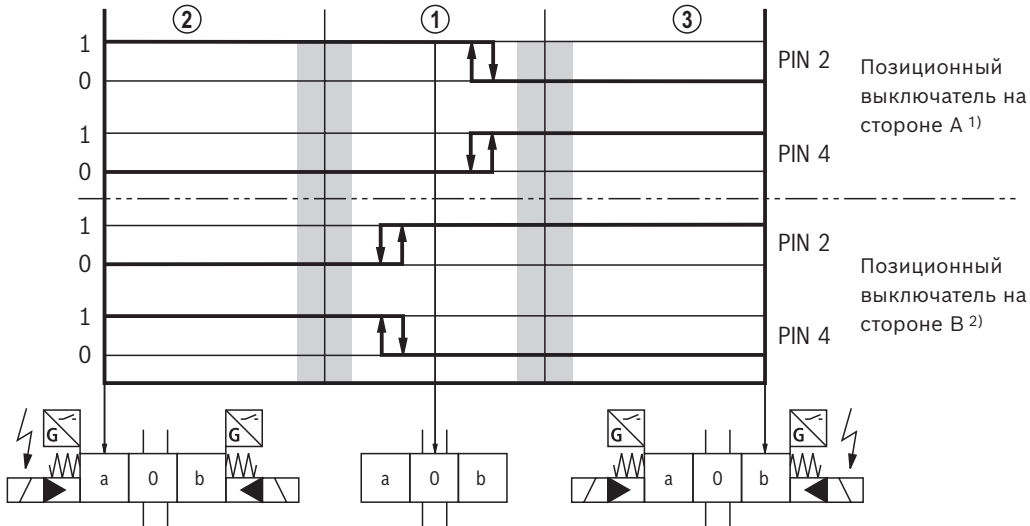 ② ① ③
1
0
PIN 2
Позиционный
выключатель на
стороне A 1)
1
0
PIN 4
1
0
PIN 2
Позиционный
выключатель на
стороне B 2)
1
0
PIN 4
G G G G
a 0 b a 0 b a 0 b